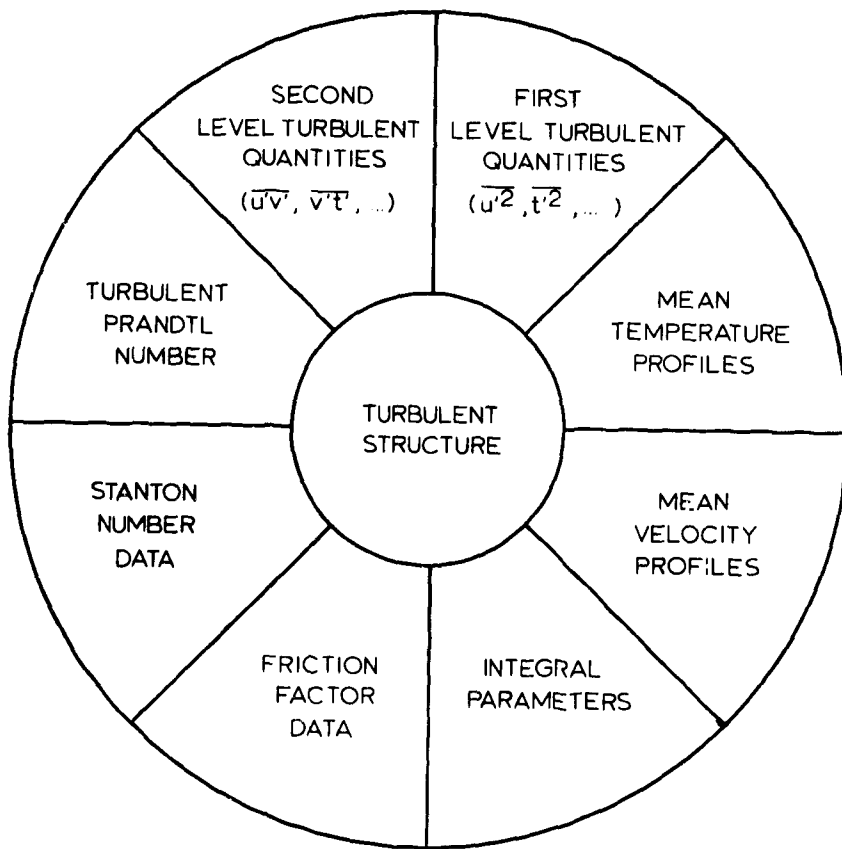 SECOND
LEVEL TURBULENT
QUANTITIES
(u'v', v't', ...)
FIRST
LEVEL TURBULENT
QUANTITIES
(u'2, t'2, ... )
MEAN
TEMPERATURE
PROFILES
MEAN
VELOCITY
PROFILES
INTEGRAL
PARAMETERS
FRICTION
FACTOR
DATA
STANTON
NUMBER
DATA
TURBULENT
PRANDTL
NUMBER
TURBULENT
STRUCTURE